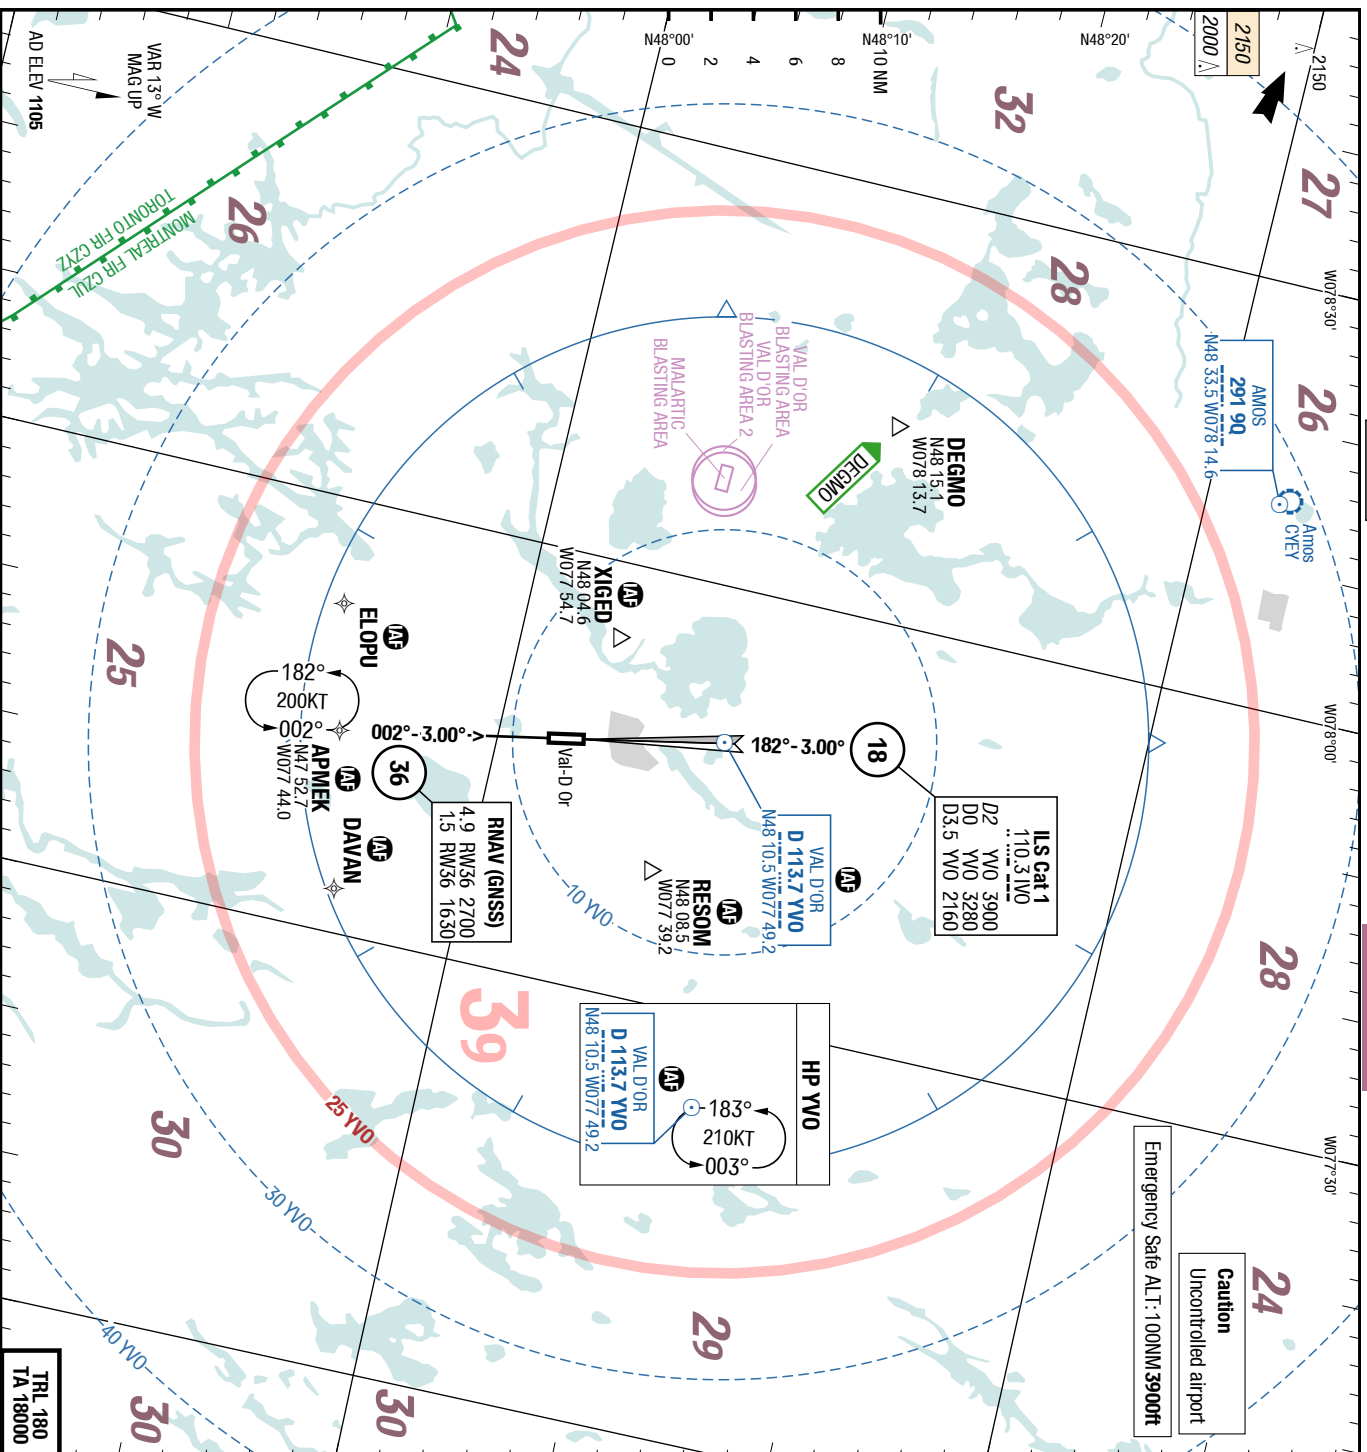 2150
2000
2150
N48°00'
N48°10'
N48°20'
0
2
4
6
8
10 NM
VAR 13° W
MAG UP
AD ELEV 1105
TORONTO FIR CZYZ
MONTREAL FIR CZUL
24
32
27
26
28
26
25
28
24
30
29
30
30
39
W078°30'
W078°00'
W077°30'
AMOS
291 9Q
N48 33.5 W078 14.6
Amos
CYEY
VAL D'OR
BLASTING AREA
VAL D'OR
BLASTING AREA 2
MALARTIC
BLASTING AREA
DEGMO
N48 15.1
W078 13.7
DEGMO
IAF
XIGED
N48 04.6
W077 54.7
IAF
ELOPU
182°
200KT
002°
IAF
APMEK
N47 52.7
W077 44.0
IAF
DAVAN
002°-3.00°->
36
RNAV (GNSS)
4.9 RW36 2700
1.5 RW36 1630
Val-D Or
182°-3.00°
18
ILS Cat 1
110.3 IVO
D2 YVO 3900
D0 YVO 3280
D3.5 YVO 2160
IAF
VAL D'OR
D 113.7 YVO
N48 10.5 W077 49.2
IAF
RESOM
N48 08.5
W077 39.2
10 YVO
25 YVO
30 YVO
40 YVO
HP YVO
183°
210KT
003°
IAF
VAL D'OR
D 113.7 YVO
N48 10.5 W077 49.2
Emergency Safe ALT: 100NM 3900ft
Caution
Uncontrolled airport
TRL 180
TA 18000